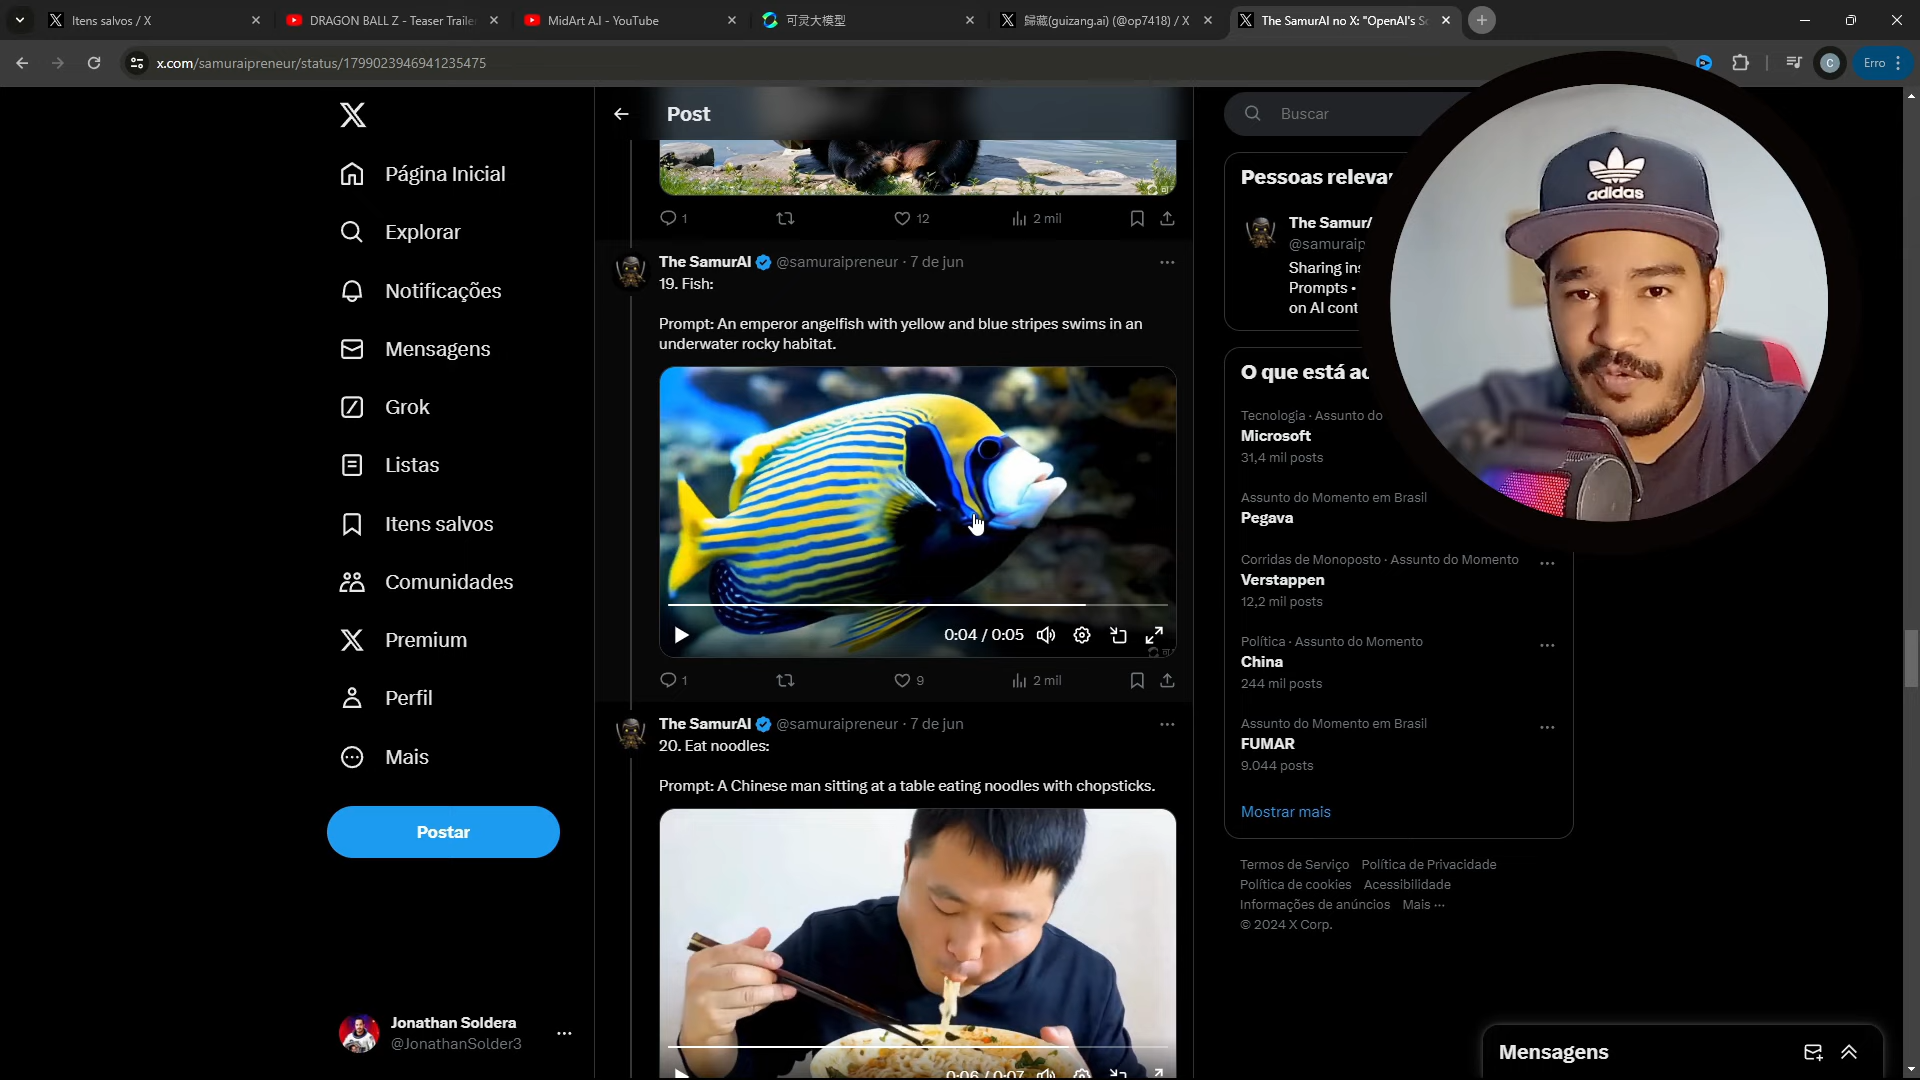 Itens salvos / X
DRAGON BALL Z - Teaser Trailer
MidArt A.I - YouTube
可灵大模型
歸藏(guizang.ai) (@op7418) / X
The SamurAI no X: "OpenAI's So
x.com/samuraipreneur/status/1799023946941235475
C
Erro
Página Inicial
Explorar
Notificações
Mensagens
Grok
Listas
Itens salvos
Comunidades
Premium
Perfil
Mais
Postar
Jonathan Soldera
@JonathanSolder3
Post
1
12
2 mil
The SamurAI @samuraipreneur · 7 de jun
19. Fish:
Prompt: An emperor angelfish with yellow and blue stripes swims in an
underwater rocky habitat.
0:04 / 0:05
1
9
2 mil
The SamurAI @samuraipreneur · 7 de jun
20. Eat noodles:
Prompt: A Chinese man sitting at a table eating noodles with chopsticks.
0:06 / 0:07
Buscar
Pessoas relevan
The SamurA
@samuraip
Sharing ins
Prompts •
on AI cont
adidas
O que está ac
Tecnologia · Assunto do
Microsoft
31,4 mil posts
Assunto do Momento em Brasil
Pegava
Corridas de Monoposto · Assunto do Momento
Verstappen
12,2 mil posts
Política · Assunto do Momento
China
244 mil posts
Assunto do Momento em Brasil
FUMAR
9.044 posts
Mostrar mais
Termos de Serviço Política de Privacidade
Política de cookies Acessibilidade
Informações de anúncios Mais ···
© 2024 X Corp.
Mensagens